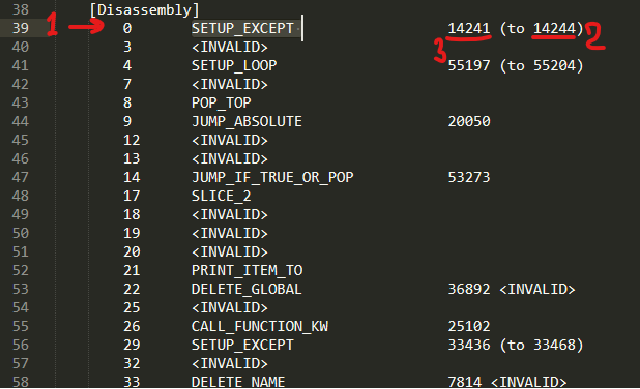 38 [Disassembly]
1 → 39 0 SETUP_EXCEPT 14241 (to 14244) 2
40 3 <INVALID> 3
41 4 SETUP_LOOP 55197 (to 55204)
42 7 <INVALID>
43 8 POP_TOP
44 9 JUMP_ABSOLUTE 20050
45 12 <INVALID>
46 13 <INVALID>
47 14 JUMP_IF_TRUE_OR_POP 53273
48 17 SLICE_2
49 18 <INVALID>
50 19 <INVALID>
51 20 <INVALID>
52 21 PRINT_ITEM_TO
53 22 DELETE_GLOBAL 36892 <INVALID>
54 25 <INVALID>
55 26 CALL_FUNCTION_KW 25102
56 29 SETUP_EXCEPT 33436 (to 33468)
57 32 <INVALID>
58 33 DELETE_NAME 7814 <INVALID>